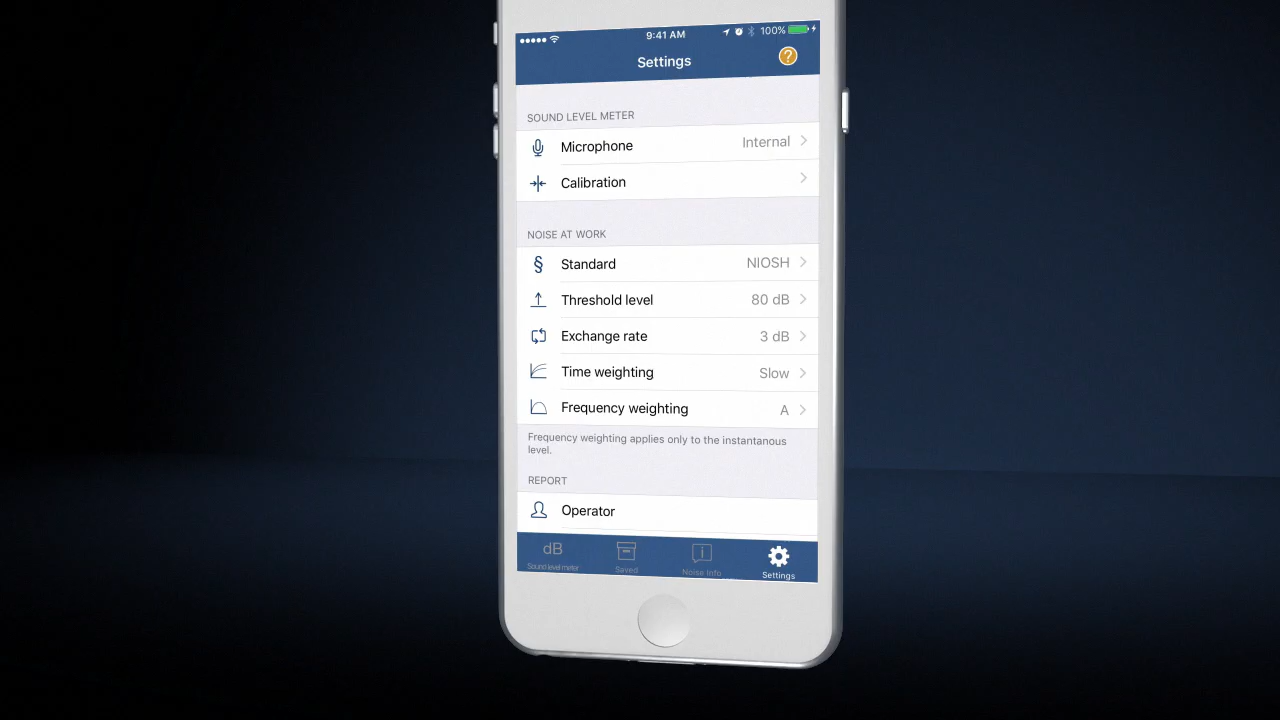 9:41 AM 100%
Settings ?
SOUND LEVEL METER
Microphone Internal
Calibration
NOISE AT WORK
§ Standard NIOSH
Threshold level 80 dB
Exchange rate 3 dB
Time weighting Slow
Frequency weighting A
Frequency weighting applies only to the instantanous
level.
REPORT
Operator
dB
Sound level meter Saved Noise Info Settings